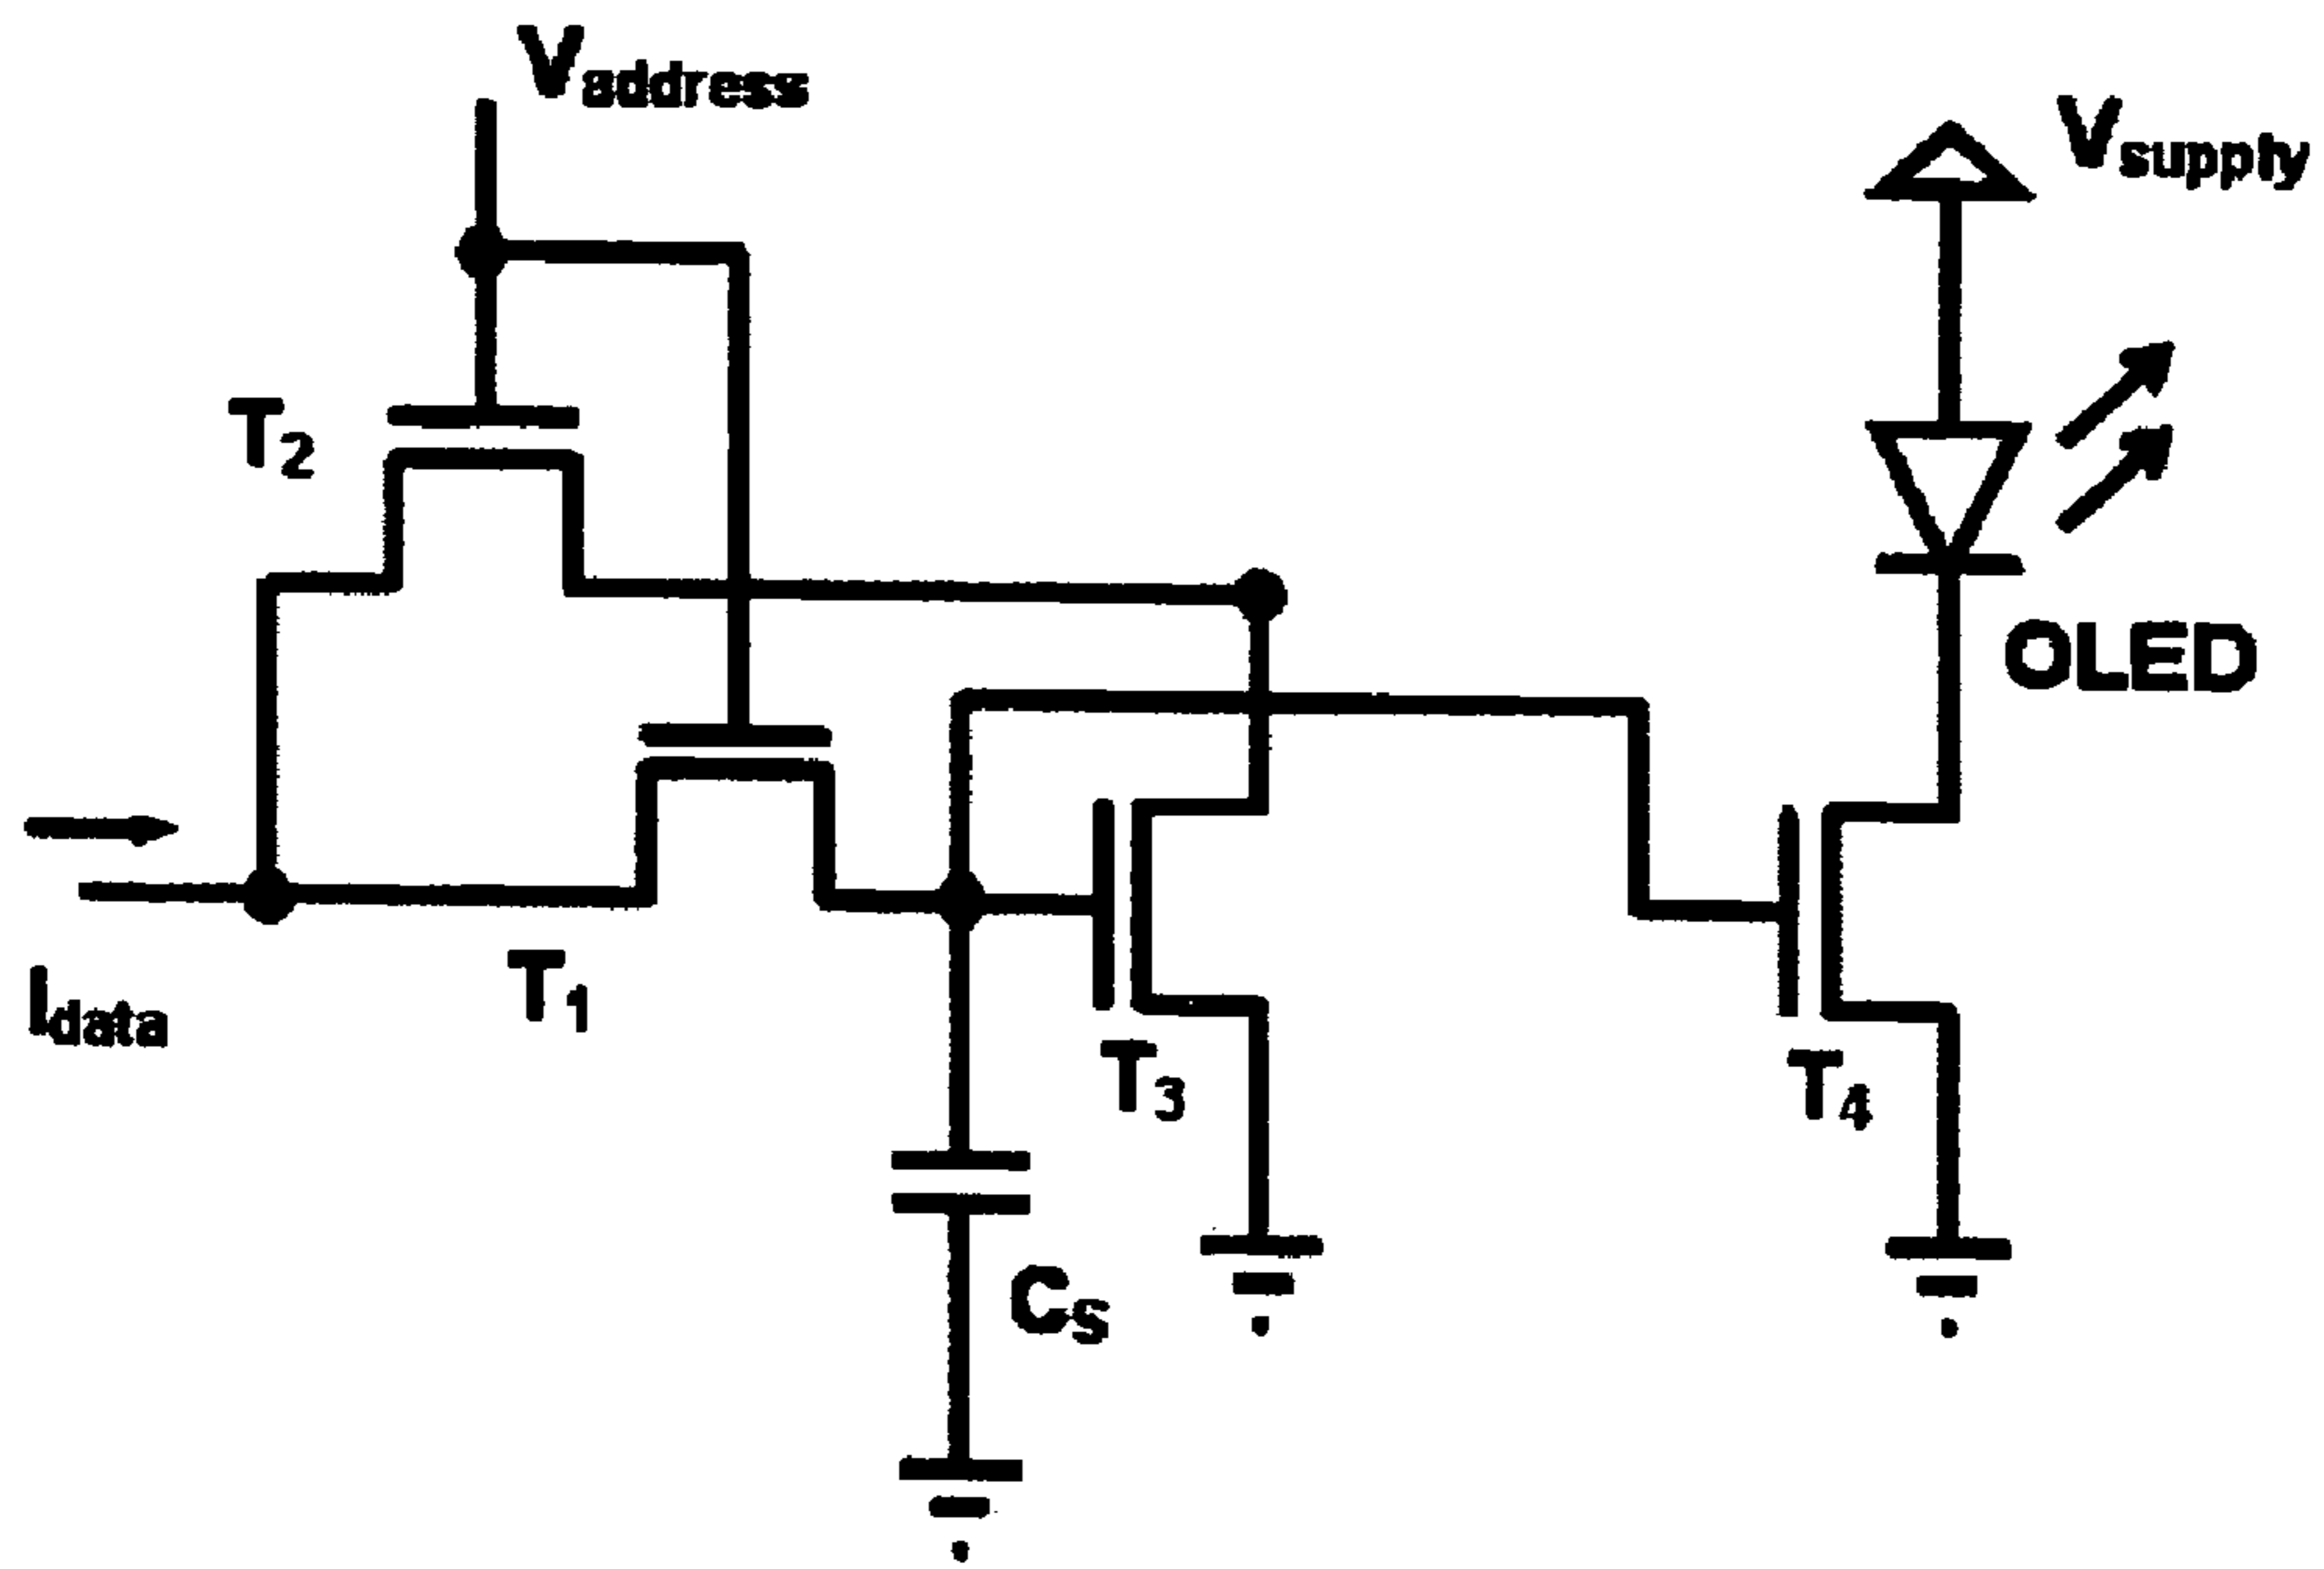 Vaddress
Vsupply
T2
OLED
Idata
T1
T3
T4
Cs